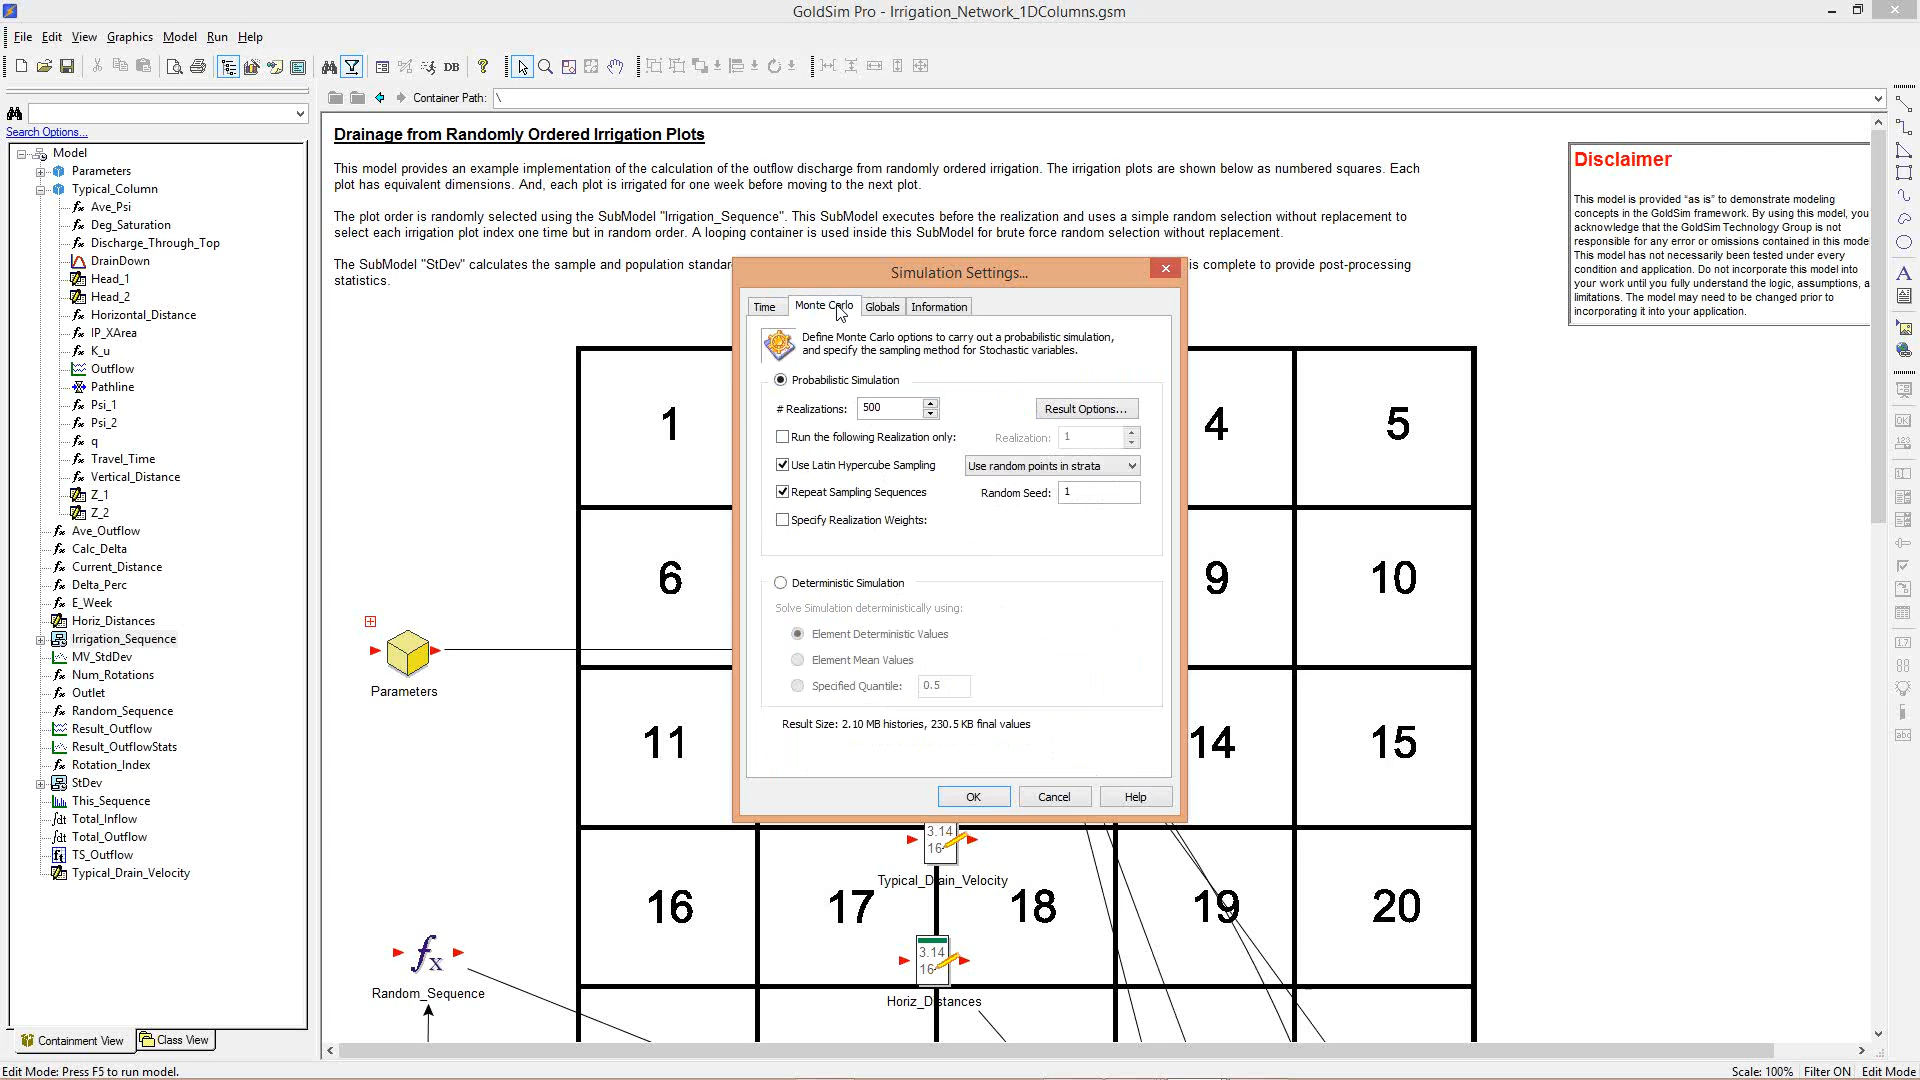 GoldSim Pro - Irrigation_Network_1DColumns.gsm
File Edit View Graphics Model Run Help
DB
Container Path: \
Search Options...
Model
Parameters
Typical_Column
Ave_Psi
Deg_Saturation
Discharge_Through_Top
DrainDown
Head_1
Head_2
Horizontal_Distance
IP_XArea
K_u
Outflow
Pathline
Psi_1
Psi_2
q
Travel_Time
Vertical_Distance
Z_1
Z_2
Ave_Outflow
Calc_Delta
Current_Distance
Delta_Perc
E_Week
Horiz_Distances
Irrigation_Sequence
MV_StdDev
Num_Rotations
Outlet
Random_Sequence
Result_Outflow
Result_OutflowStats
Rotation_Index
StDev
This_Sequence
Total_Inflow
Total_Outflow
TS_Outflow
Typical_Drain_Velocity
Containment View Class View
Drainage from Randomly Ordered Irrigation Plots
This model provides an example implementation of the calculation of the outflow discharge from randomly ordered irrigation. The irrigation plots are shown below as numbered squares. Each
plot has equivalent dimensions. And, each plot is irrigated for one week before moving to the next plot.
The plot order is randomly selected using the SubModel "Irrigation_Sequence". This SubModel executes before the realization and uses a simple random selection without replacement to
select each irrigation plot index one time but in random order. A looping container is used inside this SubModel for brute force random selection without replacement.
The SubModel "StDev" calculates the sample and population standar
is complete to provide post-processing
statistics.
Disclaimer
This model is provided "as is" to demonstrate modeling
concepts in the GoldSim framework. By using this model, you
acknowledge that the GoldSim Technology Group is not
responsible for any error or omissions contained in this mode
This model has not necessarily been tested under every
condition and application. Do not incorporate this model into
your work until you fully understand the logic, assumptions, a
limitations. The model may need to be changed prior to
incorporating it into your application.
Simulation Settings...
Time Monte Carlo Globals Information
Define Monte Carlo options to carry out a probabilistic simulation,
and specify the sampling method for Stochastic variables.
Probabilistic Simulation
# Realizations: 500 Result Options...
Run the following Realization only: Realization: 1
Use Latin Hypercube Sampling Use random points in strata
Repeat Sampling Sequences Random Seed: 1
Specify Realization Weights:
Deterministic Simulation
Solve Simulation deterministically using:
Element Deterministic Values
Element Mean Values
Specified Quantile: 0.5
Result Size: 2.10 MB histories, 230.5 KB final values
OK Cancel Help
1 4 5
6 9 10
11 14 15
16 17 18 19 20
Parameters
3.14
16
Typical_Drain_Velocity
3.14
16
Horiz_Distances
fx
Random_Sequence
Edit Mode: Press F5 to run model.
Scale: 100% Filter ON Edit Mode